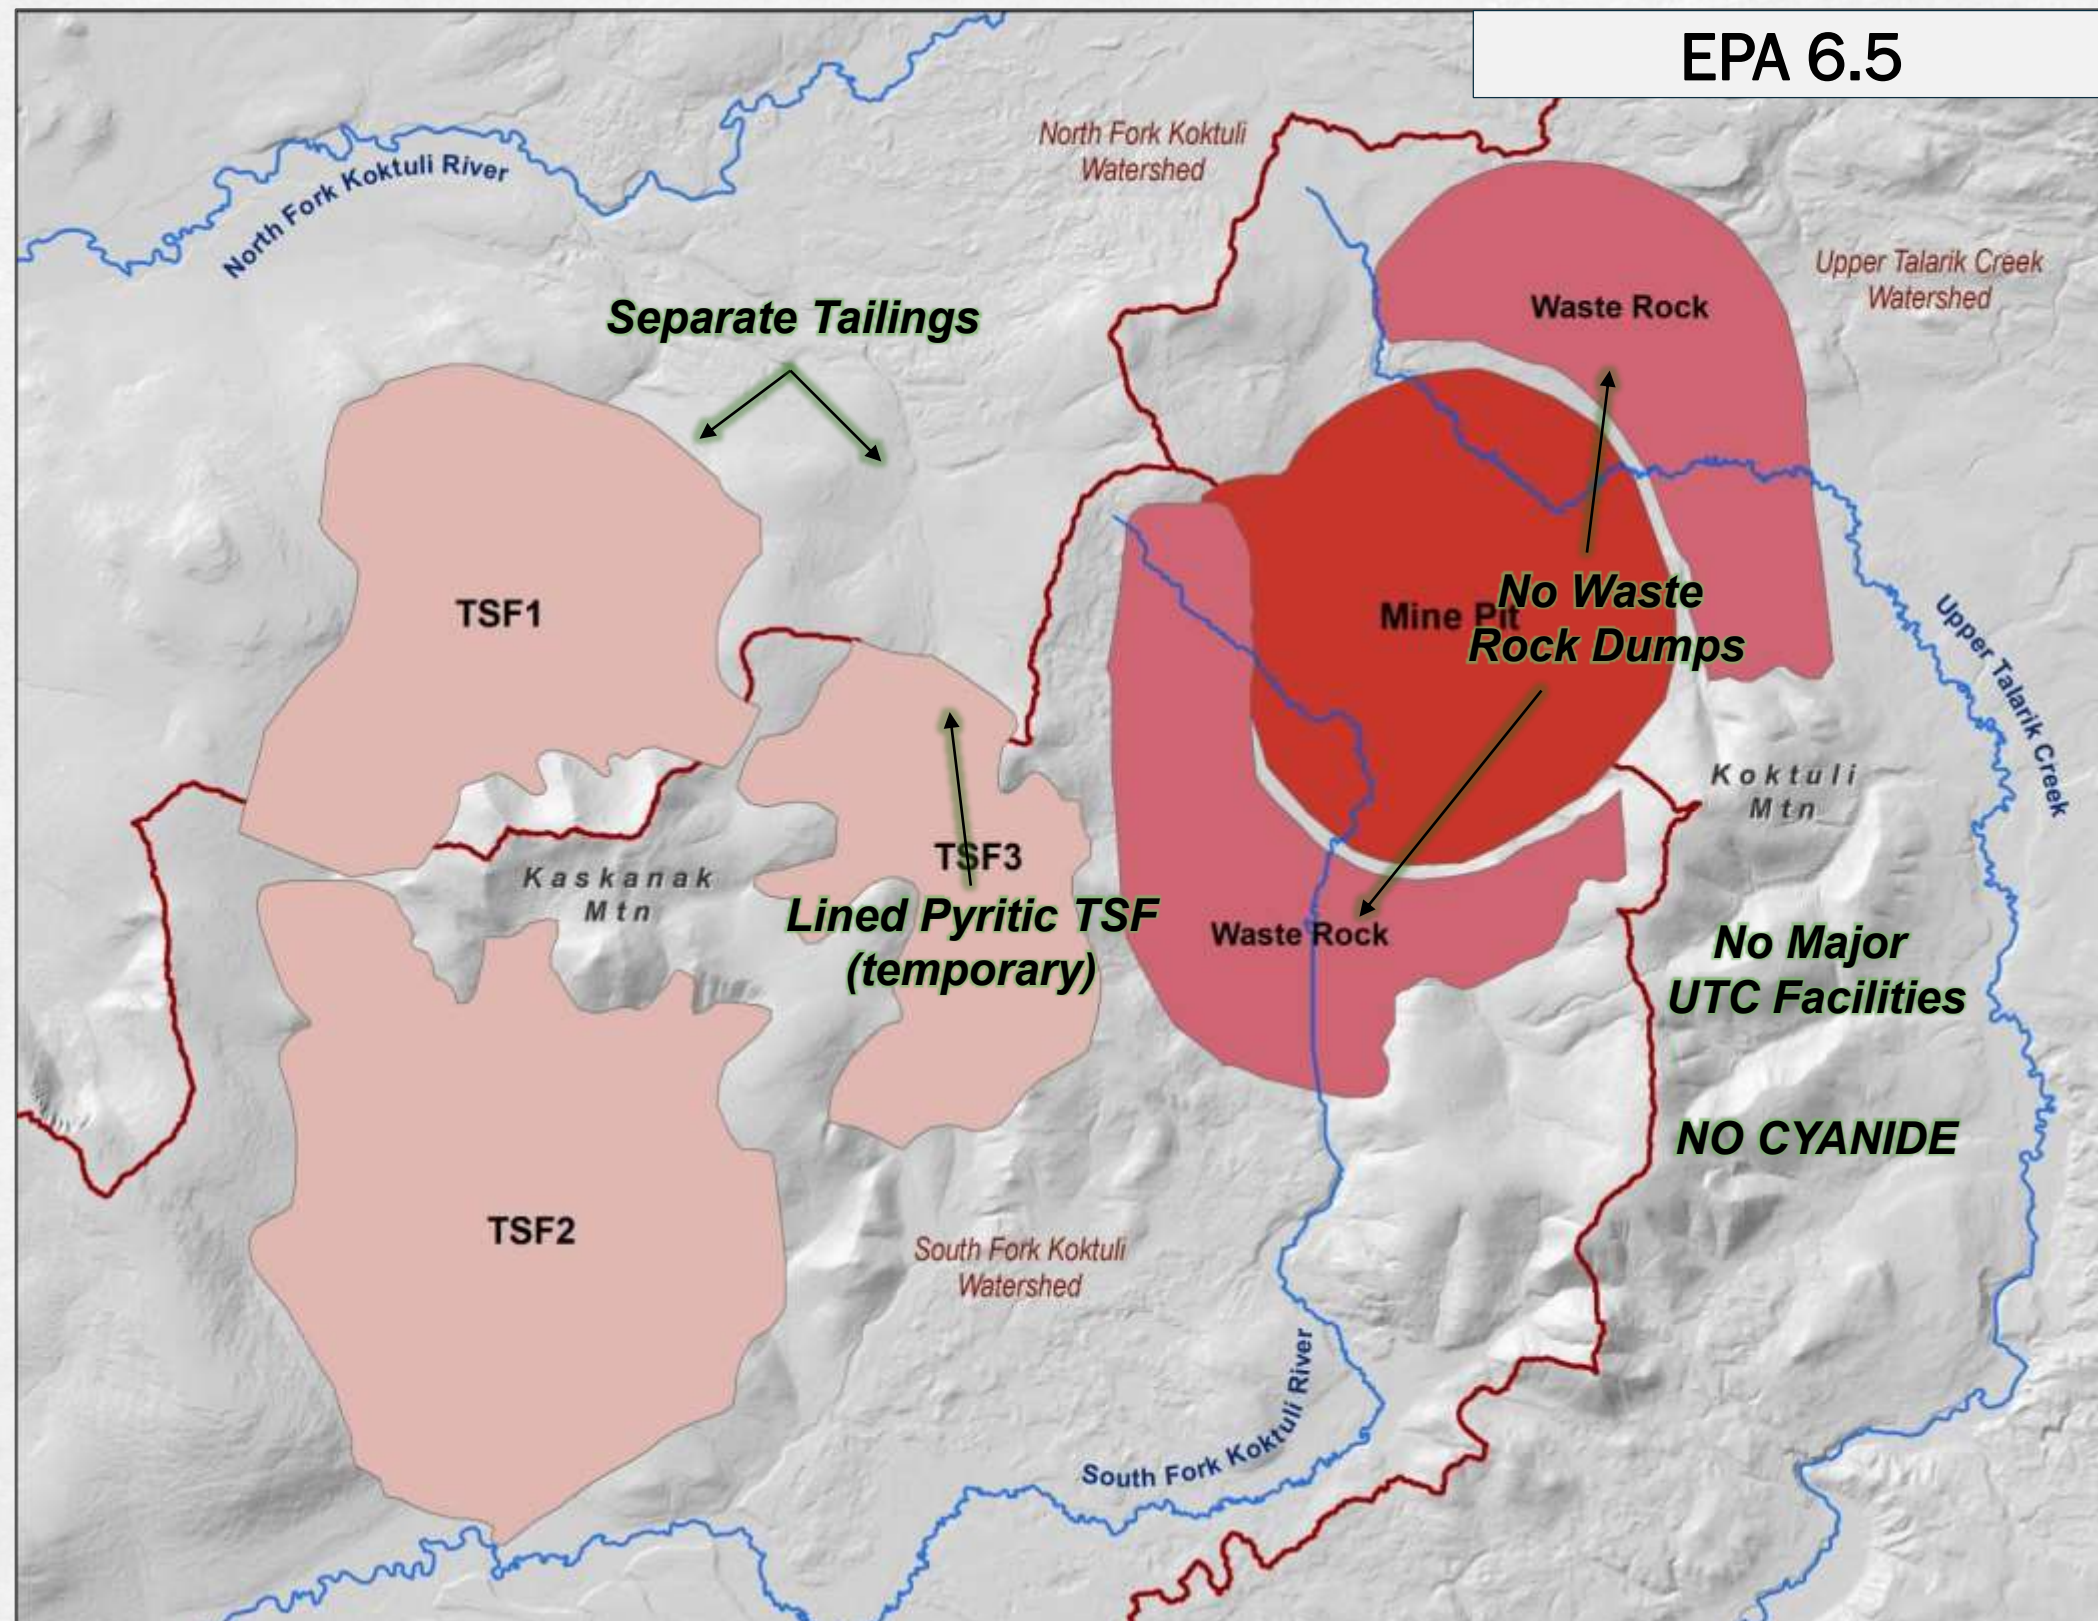 EPA 6.5
North Fork Koktuli
Watershed
North Fork Koktuli River
Upper Talarik Creek
Watershed
Waste Rock
Separate Tailings
TSF1
Mine Pit
No Waste
Rock Dumps
Upper Talarik Creek
Koktuli
Mtn
TSF3
Kaskanak
Mtn
Lined Pyritic TSF
(temporary)
Waste Rock
No Major
UTC Facilities
NO CYANIDE
TSF2
South Fork Koktuli
Watershed
South Fork Koktuli River